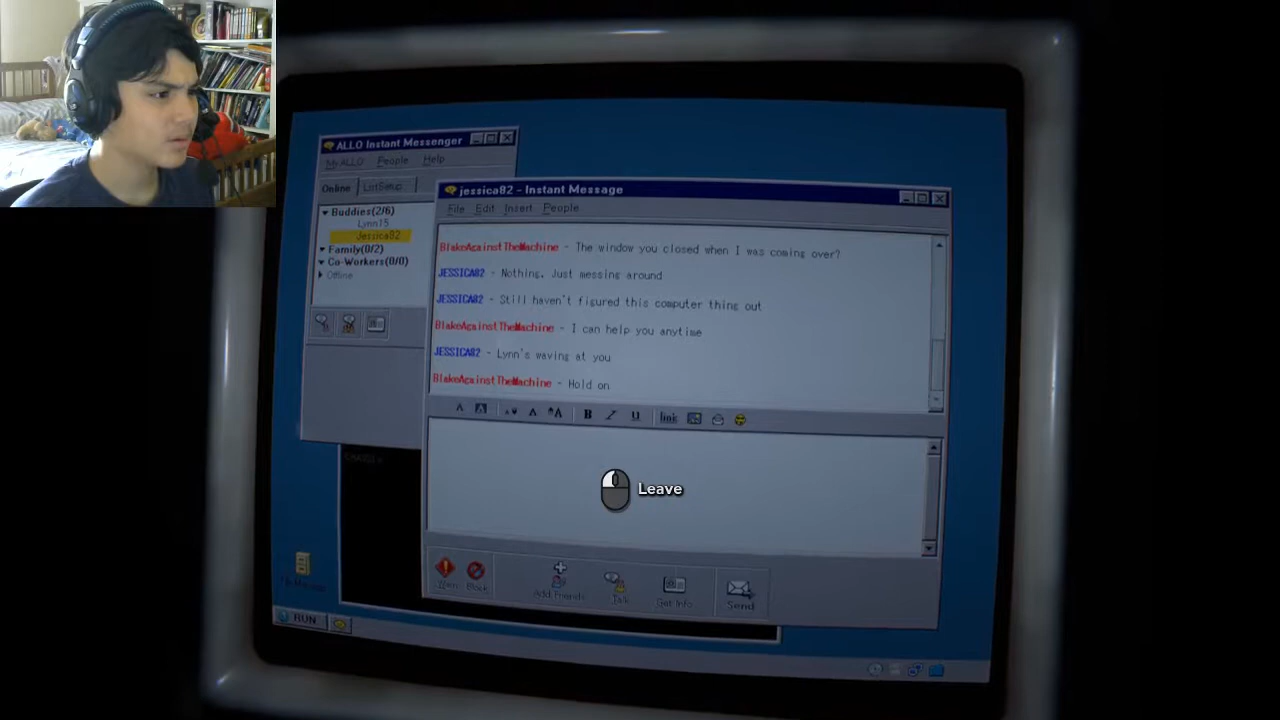 ALLO Instant Messenger
My ALLO People Help
Online List Setup
Buddies(2/6)
Lynn15
Jessica82
Family(0/2)
Co-Workers(0/0)
Offline
jessica82 - Instant Message
File Edit Insert People
BlakeAgainstTheMachine - The window you closed when I was coming over?
JESSICA82 - Nothing. Just messing around
JESSICA82 - Still haven't figured this computer thing out
BlakeAgainstTheMachine - I can help you anytime
JESSICA82 - Lynn's waving at you
BlakeAgainstTheMachine - Hold on
A A A A A B I U link
Leave
Warn Block Add Friends Talk Get Info Send
RUN